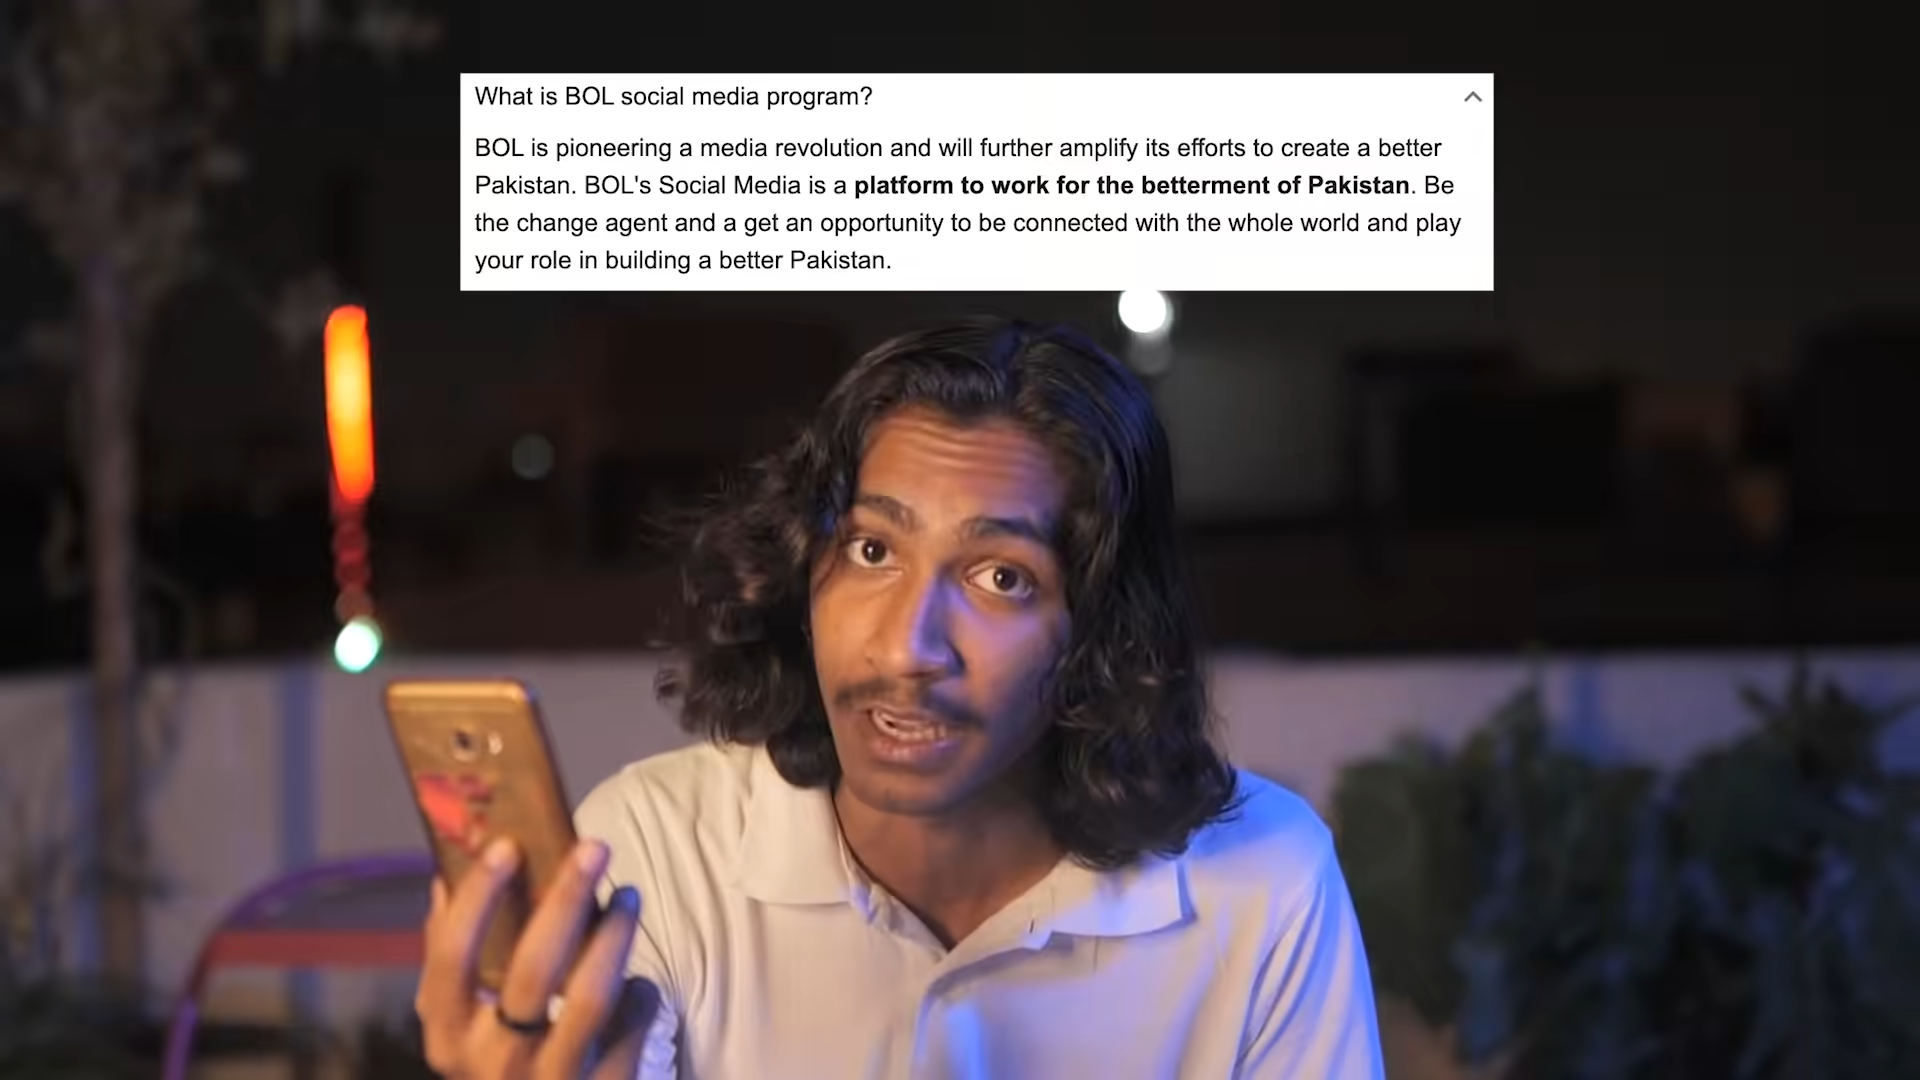 What is BOL social media program?
BOL is pioneering a media revolution and will further amplify its efforts to create a better
Pakistan. BOL's Social Media is a platform to work for the betterment of Pakistan. Be
the change agent and a get an opportunity to be connected with the whole world and play
your role in building a better Pakistan.